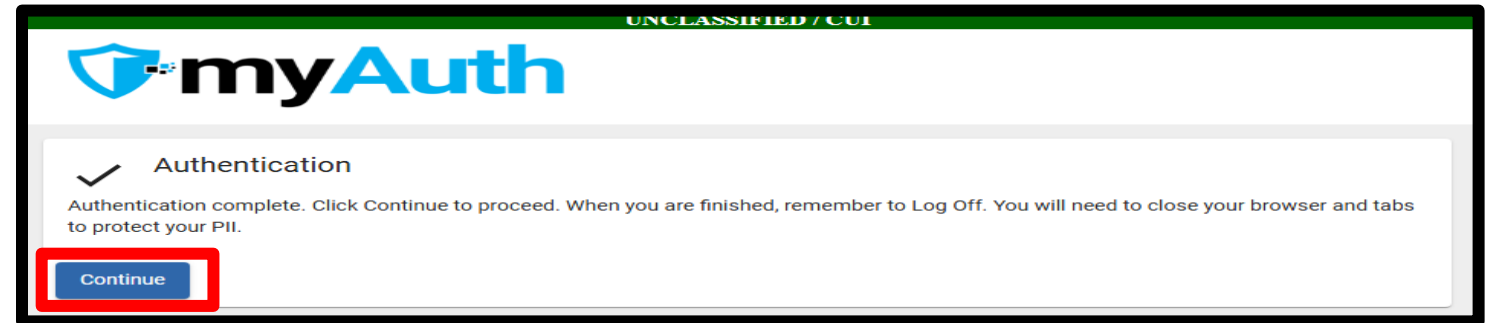 UNCLASSIFIED / CUI
myAuth
Authentication
Authentication complete. Click Continue to proceed. When you are finished, remember to Log Off. You will need to close your browser and tabs
to protect your PII.
Continue